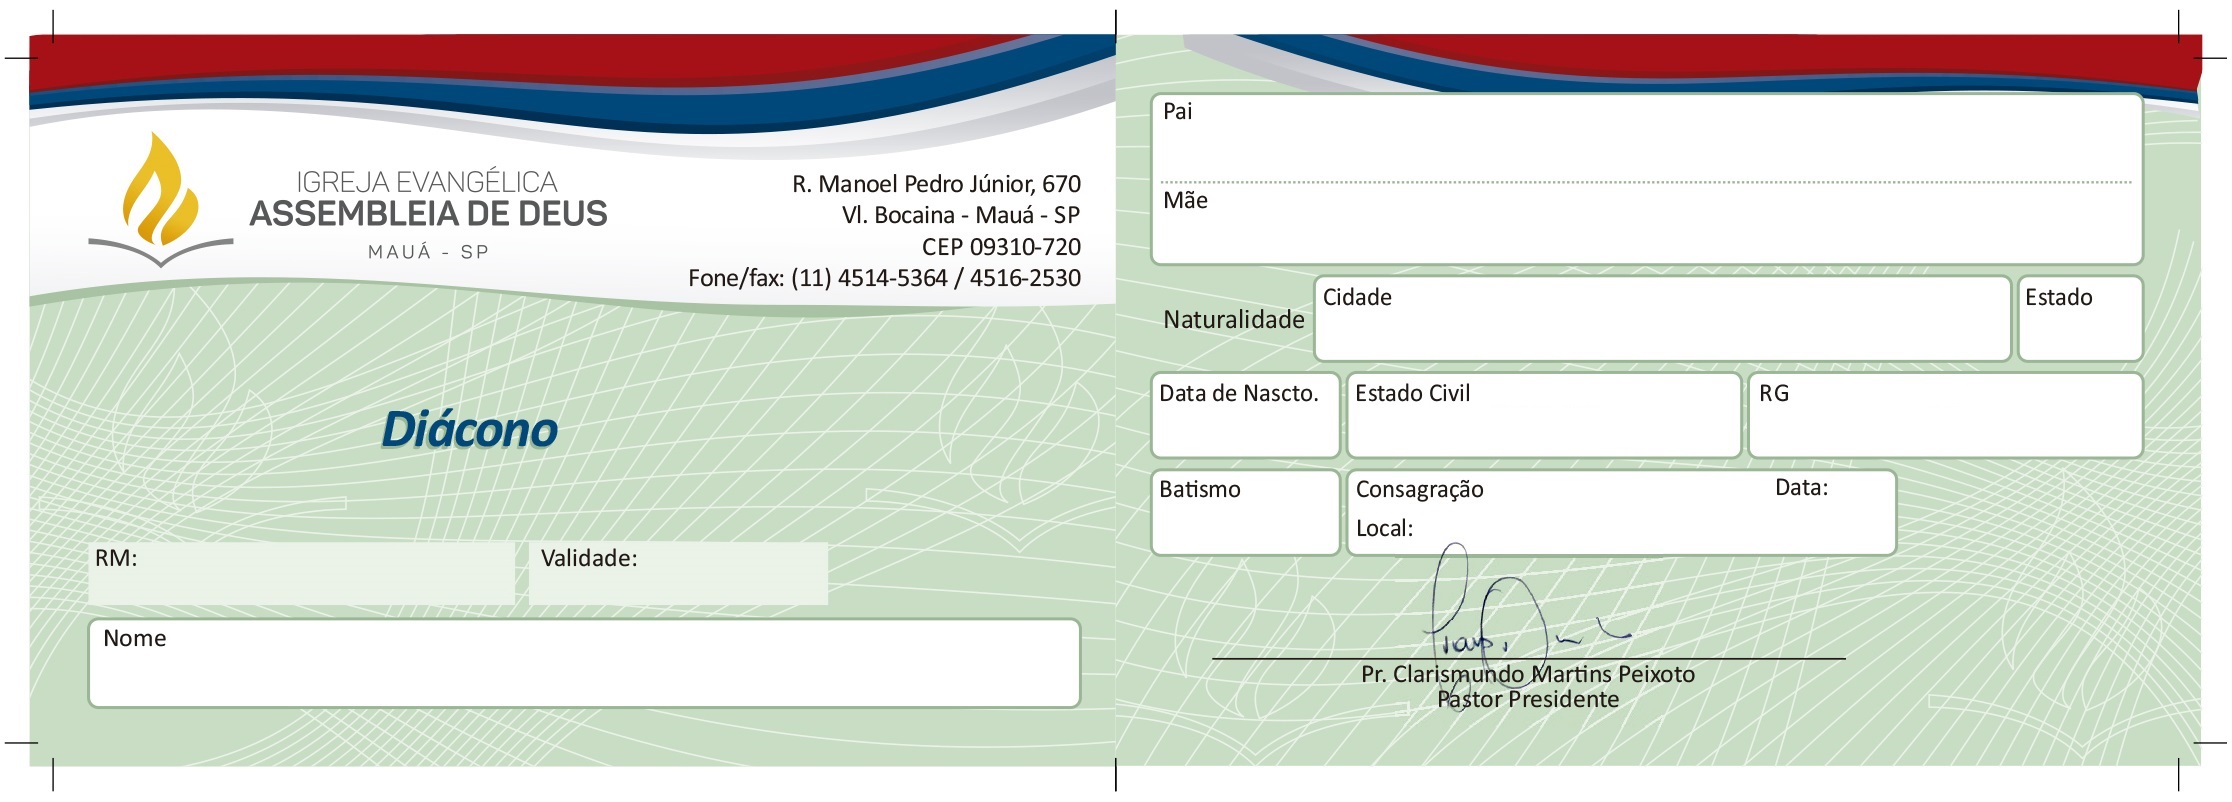 IGREJA EVANGÉLICA
ASSEMBLEIA DE DEUS
MAUÁ - SP
R. Manoel Pedro Júnior, 670
Vl. Bocaina - Mauá - SP
CEP 09310-720
Fone/fax: (11) 4514-5364 / 4516-2530
Diácono
RM:
Validade:
Nome
Pai
Mãe
Naturalidade
Cidade
Estado
Data de Nascto.
Estado Civil
RG
Batismo
Consagração
Data:
Local:
Pr. Clarismundo Martins Peixoto
Pastor Presidente